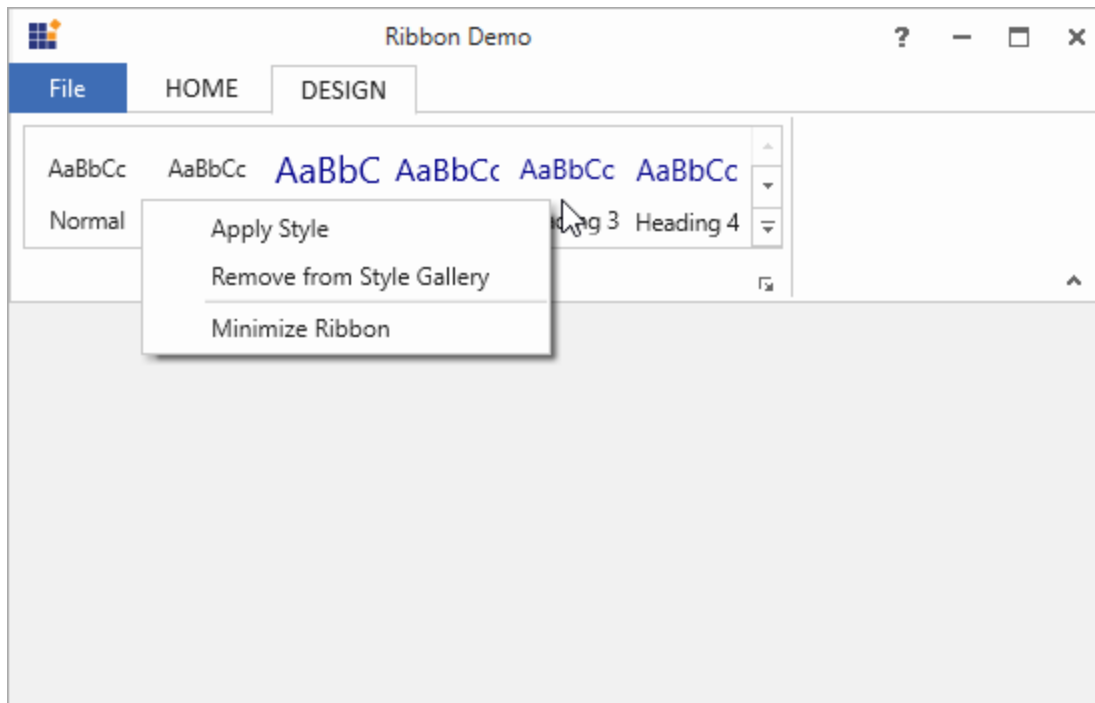 Ribbon Demo
File HOME DESIGN
AaBbCc AaBbCc AaBbC AaBbCc AaBbCc AaBbCc
Normal 3 Heading 4
Apply Style
Remove from Style Gallery
Minimize Ribbon